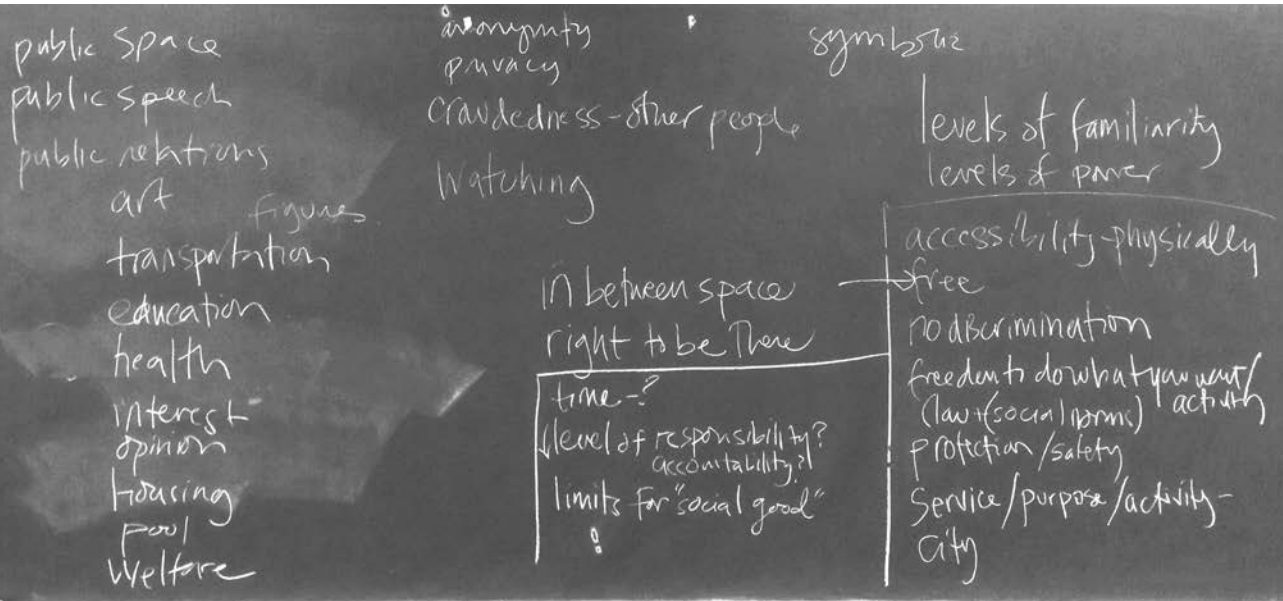 public space
public speech
public relations
art
figures
transportation
education
health
interest
opinion
housing
pool
welfare
anonymity
privacy
crowdedness - other people
watching
in between space
right to be there
time - ?
↓ level of responsibility?
accountability?
limits for "social good"
symbolic
levels of familiarity
levels of power
accessibility - physically
→ free
no discrimination
freedom to do what you want /
activity
(law + (social norms)
protection / safety
service / purpose / activity -
city